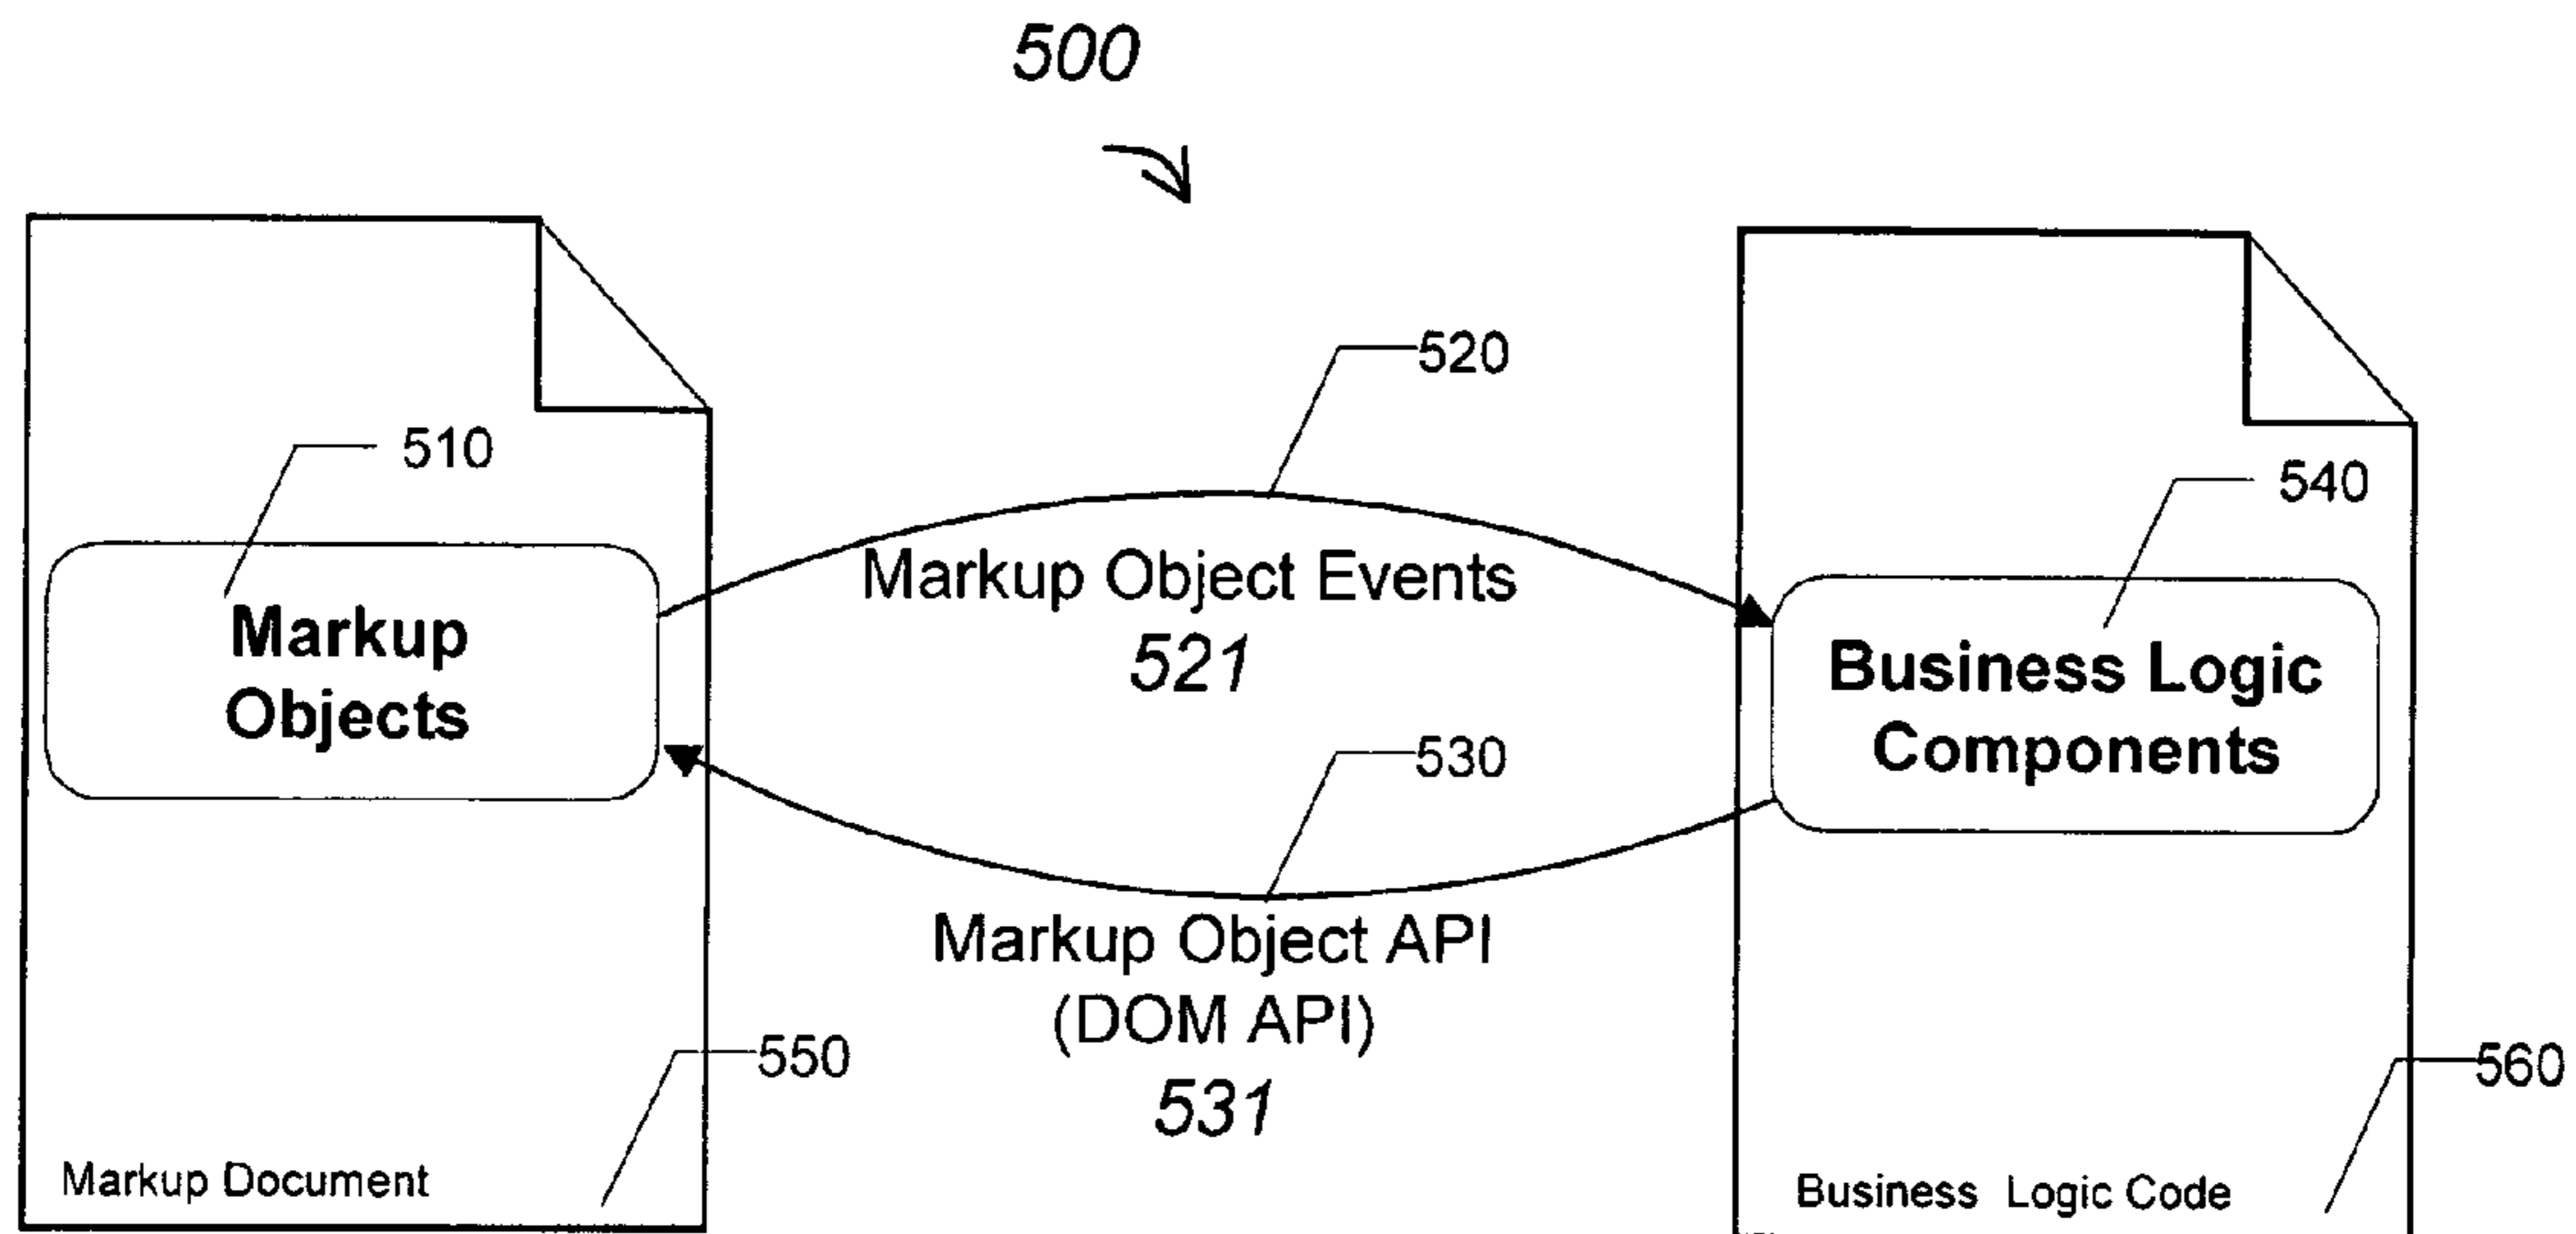 500
520
510
540
Markup Object Events
521
Markup
Objects
Business Logic
Components
530
Markup Object API
(DOM API)
531
550
560
Markup Document
Business Logic Code